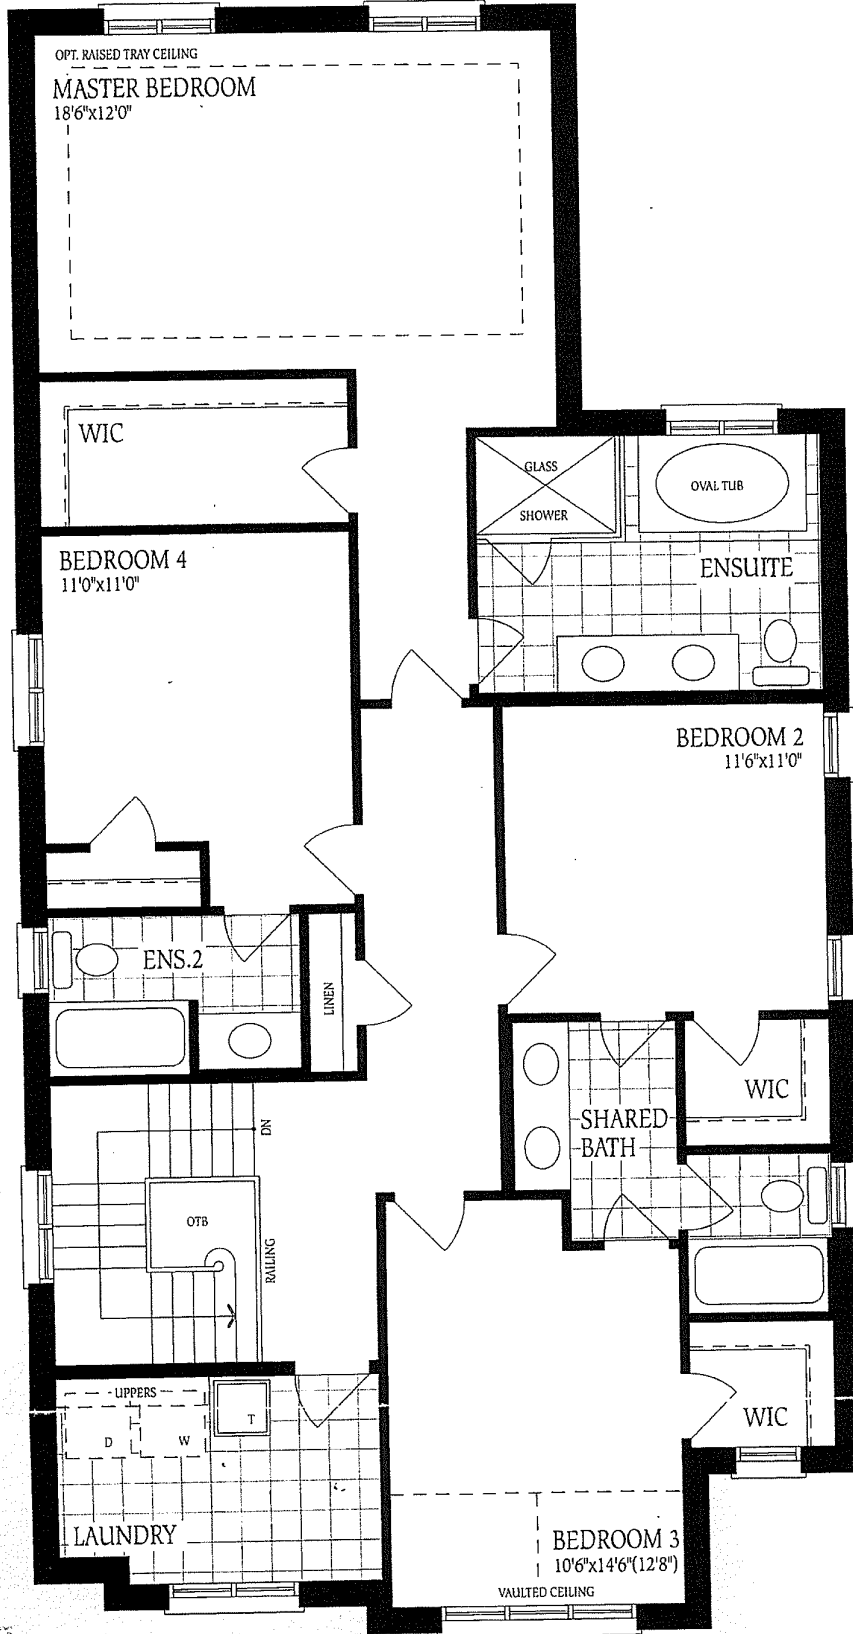 OPT. RAISED TRAY CEILING
MASTER BEDROOM
18'6"x12'0"
WIC
GLASS
SHOWER
OVAL TUB
ENSUITE
BEDROOM 4
11'0"x11'0"
BEDROOM 2
11'6"x11'0"
ENS.2
LINEN
WIC
SHARED
BATH
DN
OTB
RAILING
UPPERS
D
W
T
LAUNDRY
WIC
BEDROOM 3
10'6"x14'6"(12'8")
VAULTED CEILING